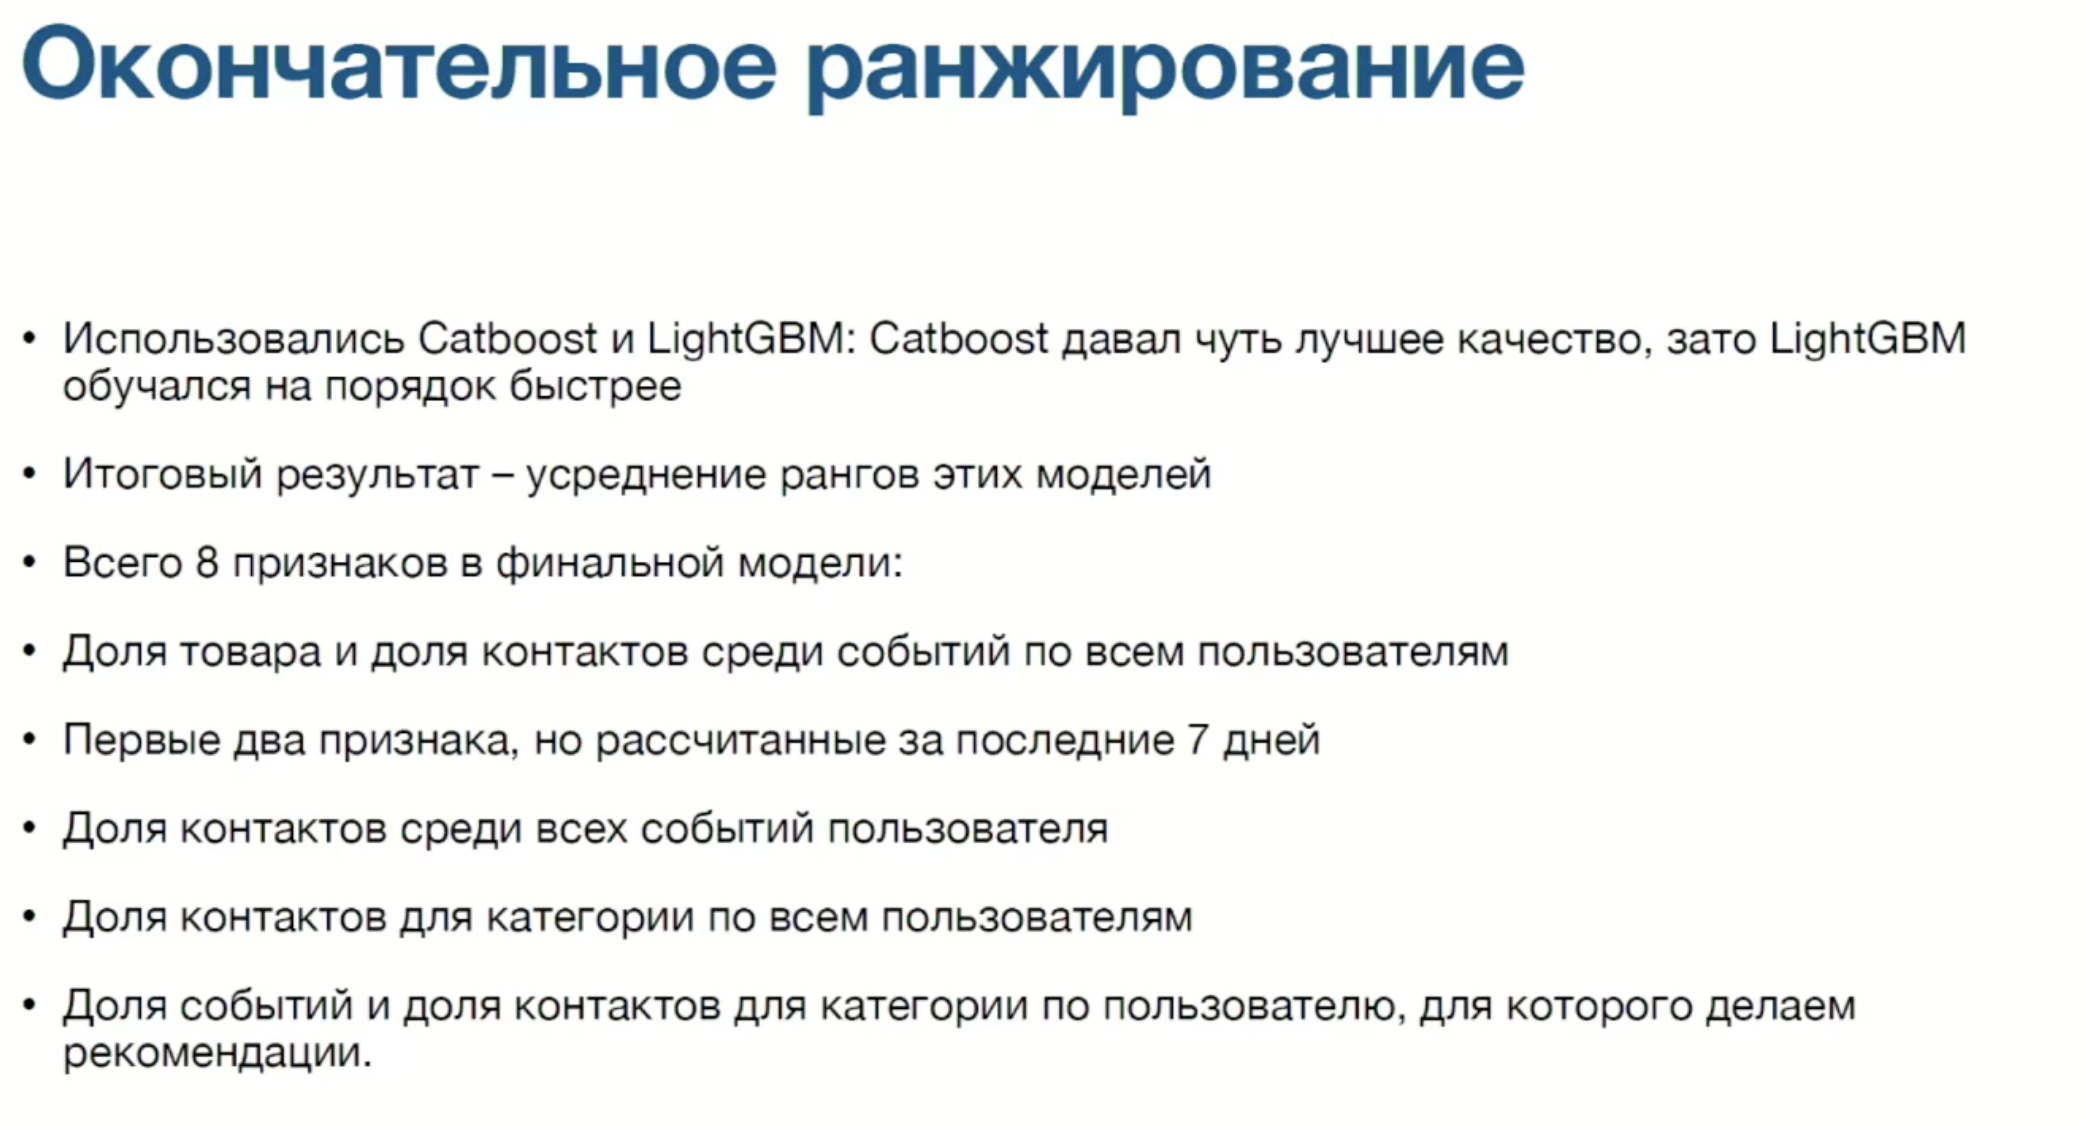 Окончательное ранжирование
• Использовались Catboost и LightGBM: Catboost давал чуть лучшее качество, зато LightGBM
обучался на порядок быстрее
• Итоговый результат – усреднение рангов этих моделей
• Всего 8 признаков в финальной модели:
• Доля товара и доля контактов среди событий по всем пользователям
• Первые два признака, но рассчитанные за последние 7 дней
• Доля контактов среди всех событий пользователя
• Доля контактов для категории по всем пользователям
• Доля событий и доля контактов для категории по пользователю, для которого делаем
рекомендации.